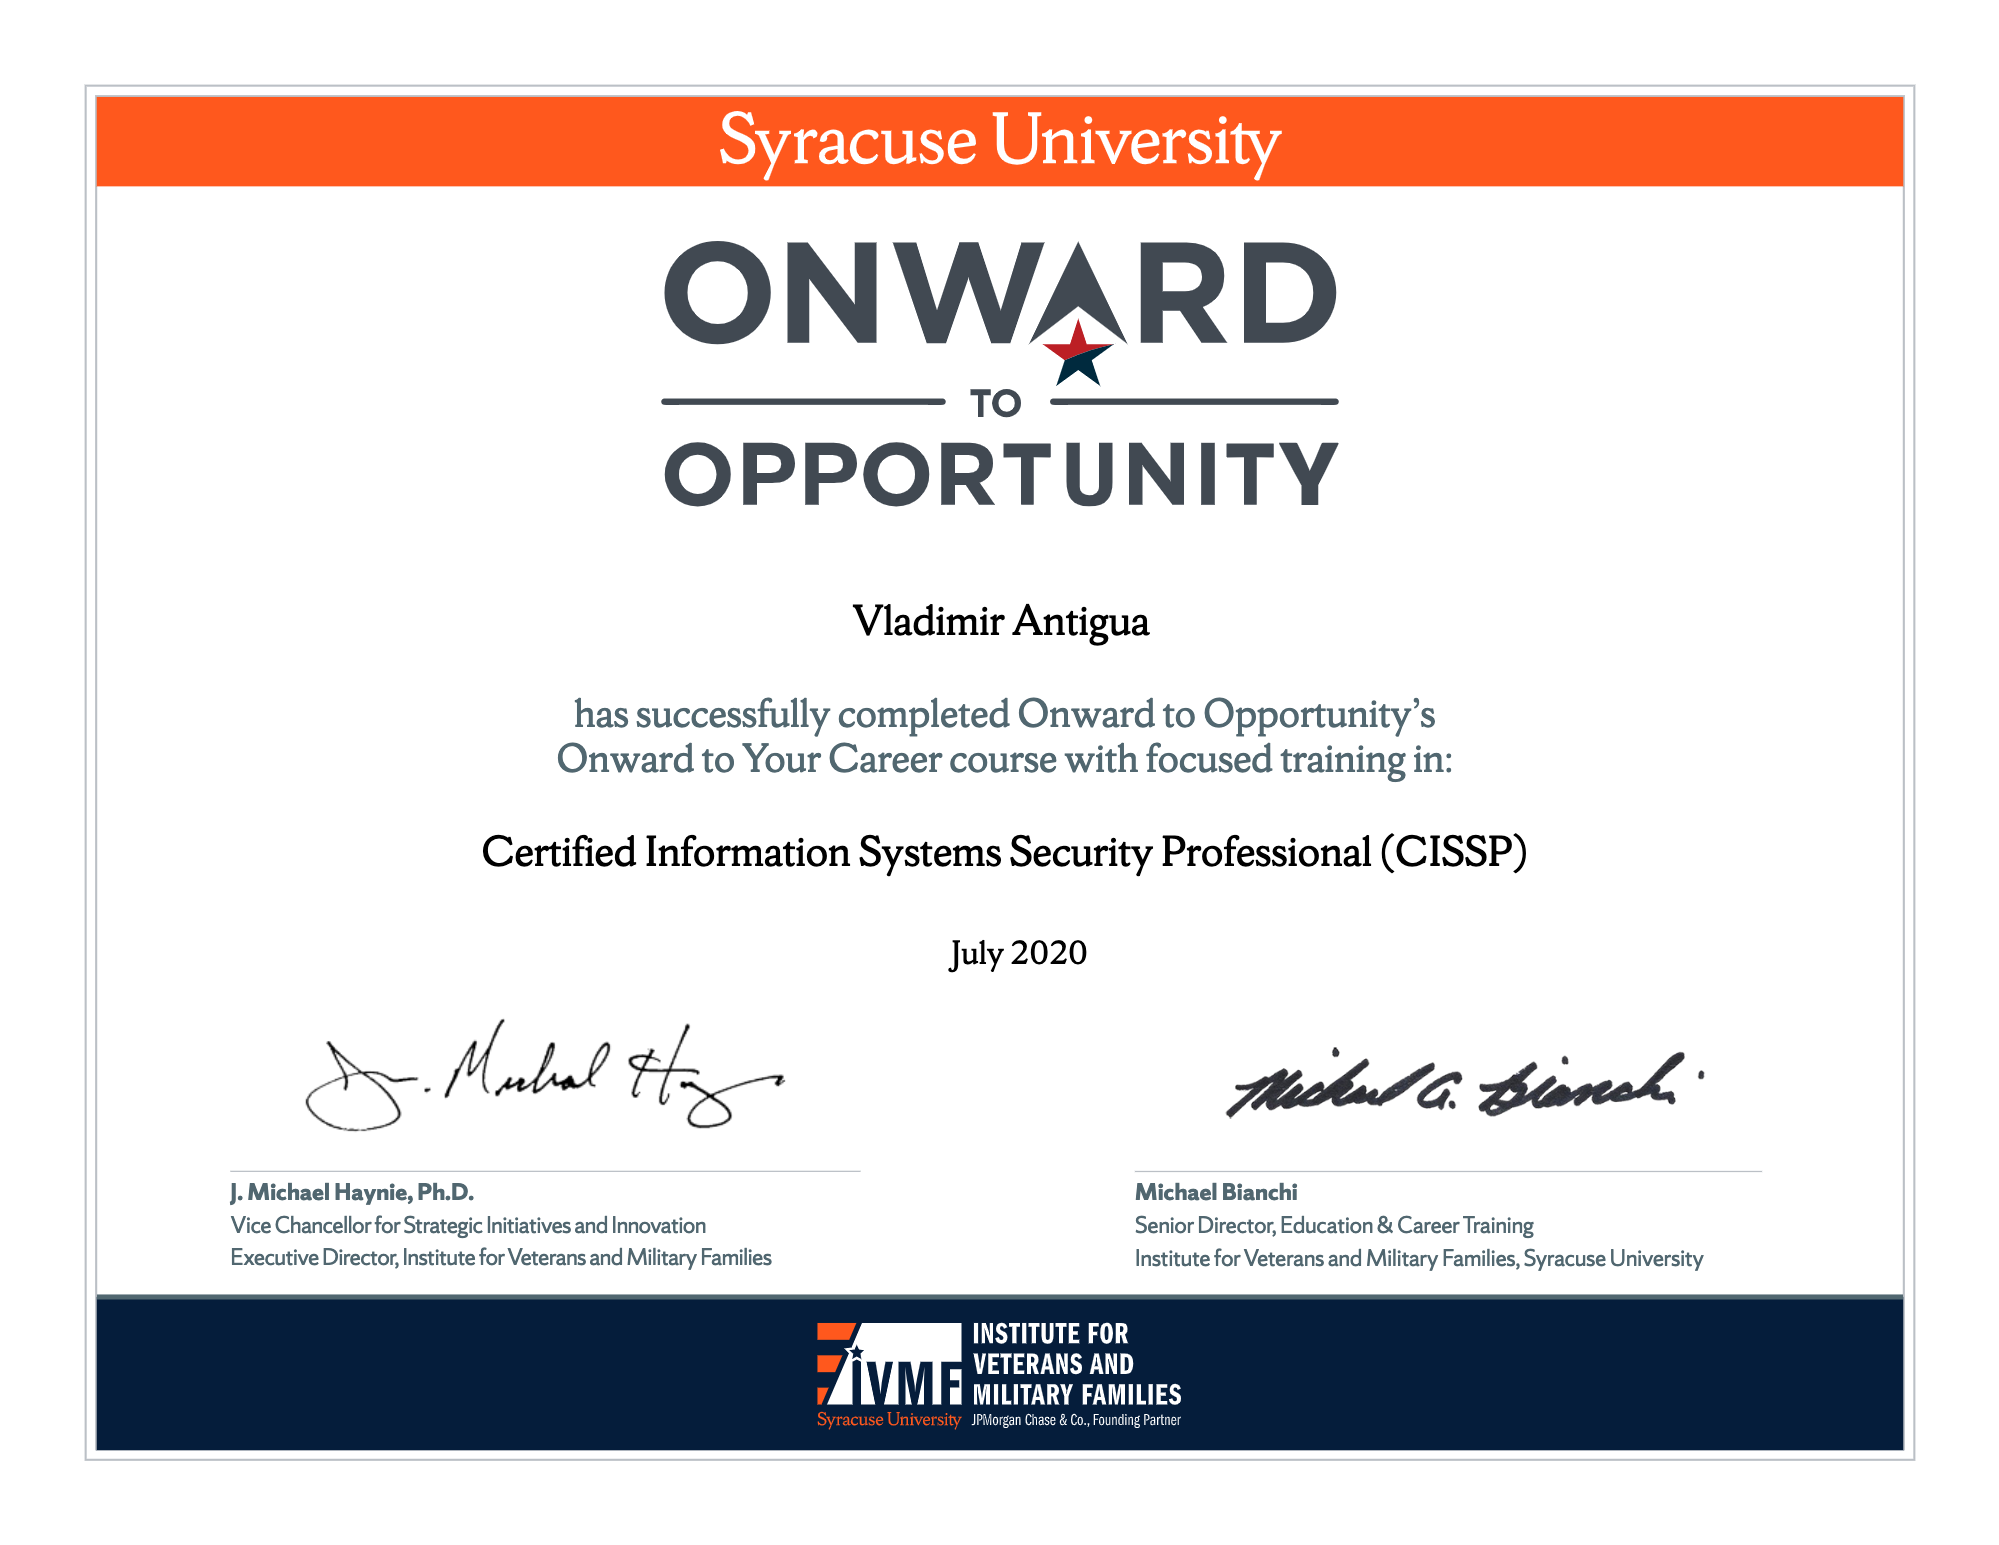 Syracuse University
ONWARD
TO
OPPORTUNITY
Vladimir Antigua
has successfully completed Onward to Opportunity’s
Onward to Your Career course with focused training in:
Certified Information Systems Security Professional (CISSP)
July 2020
J. Michael Hay
Michael A. Bianchi
J. Michael Haynie, Ph.D.
Vice Chancellor for Strategic Initiatives and Innovation
Executive Director, Institute for Veterans and Military Families
Michael Bianchi
Senior Director, Education & Career Training
Institute for Veterans and Military Families, Syracuse University
IVMF
Syracuse University
INSTITUTE FOR
VETERANS AND
MILITARY FAMILIES
JPMorgan Chase & Co., Founding Partner